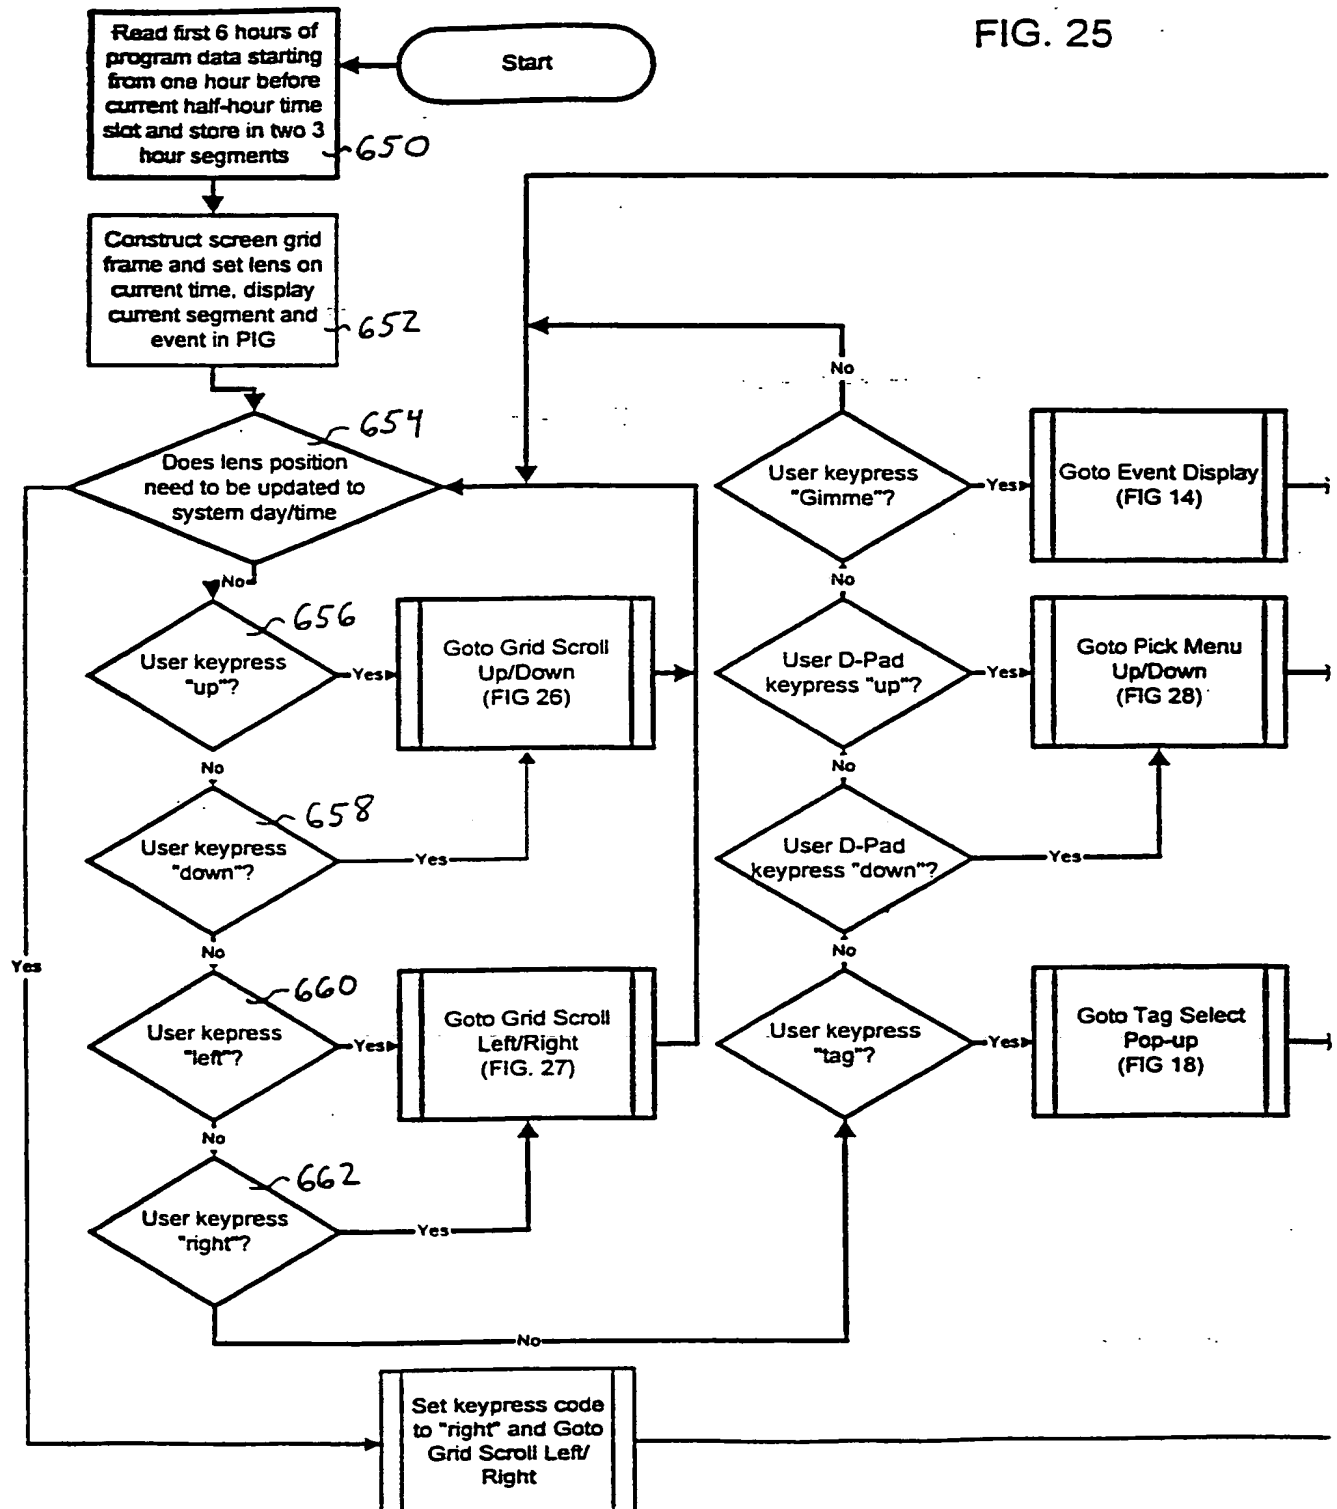 FIG. 25
Start
Read first 6 hours of
program data starting
from one hour before
current half-hour time
slot and store in two 3
hour segments
650
Construct screen grid
frame and set lens on
current time, display
current segment and
event in PIG
652
654
Does lens position
need to be updated to
system day/time
No
Yes
656
User keypress
"up"?
Yes
Goto Grid Scroll
Up/Down
(FIG 26)
No
658
User keypress
"down"?
Yes
No
660
User kepress
"left"?
Yes
Goto Grid Scroll
Left/Right
(FIG. 27)
No
662
User keypress
"right"?
Yes
No
No
User keypress
"Gimme"?
Yes
Goto Event Display
(FIG 14)
No
User D-Pad
keypress "up"?
Yes
Goto Pick Menu
Up/Down
(FIG 28)
No
User D-Pad
keypress "down"?
Yes
No
User keypress
"tag"?
Yes
Goto Tag Select
Pop-up
(FIG 18)
Set keypress code
to "right" and Goto
Grid Scroll Left/
Right